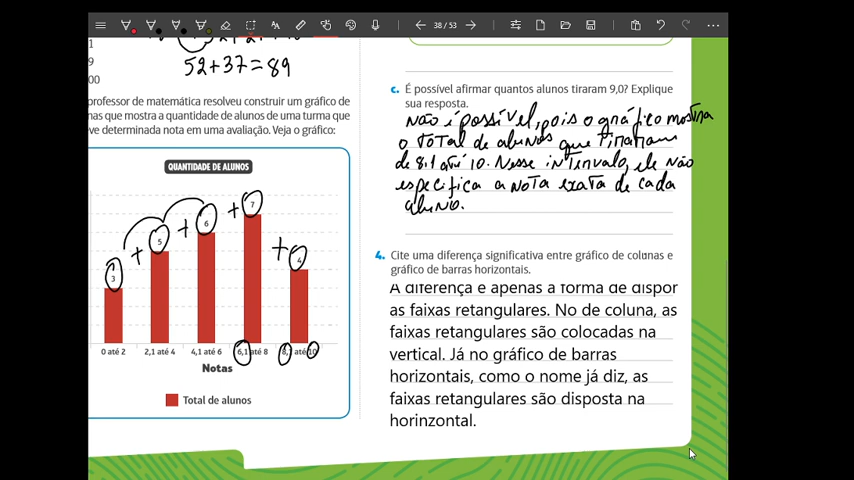 38 / 53
1
9
00
52+37=89
professor de matemática resolveu construir um gráfico de
nas que mostra a quantidade de alunos de uma turma que
eve determinada nota em uma avaliação. Veja o gráfico:
QUANTIDADE DE ALUNOS
3
+
5
+
6
+
7
+
4
0 até 2
2,1 até 4
4,1 até 6
6,1 até 8
8,1 até 10
Notas
Total de alunos
c. É possível afirmar quantos alunos tiraram 9,0? Explique
sua resposta.
Não é possível, pois o gráfico mostra
o total de alunos que tiraram
de 8.1 até 10. Nesse intervalo, ele não
especifica a nota exata de cada
aluno.
4. Cite uma diferença significativa entre gráfico de colunas e
gráfico de barras horizontais.
A diferença é apenas a forma de dispor
as faixas retangulares. No de coluna, as
faixas retangulares são colocadas na
vertical. Já no gráfico de barras
horizontais, como o nome já diz, as
faixas retangulares são disposta na
horinzontal.